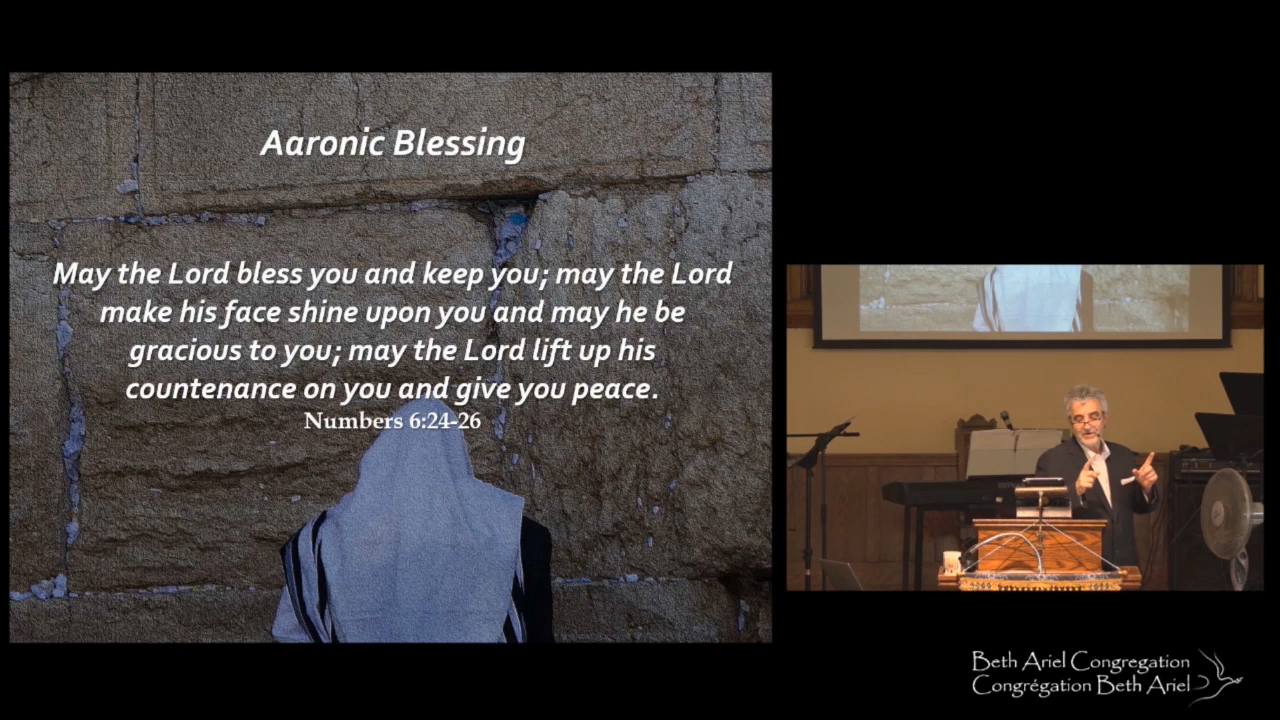 Aaronic Blessing
May the Lord bless you and keep you; may the Lord
make his face shine upon you and may he be
gracious to you; may the Lord lift up his
countenance on you and give you peace.
Numbers 6:24-26
Beth Ariel Congregation
Congrégation Beth Ariel